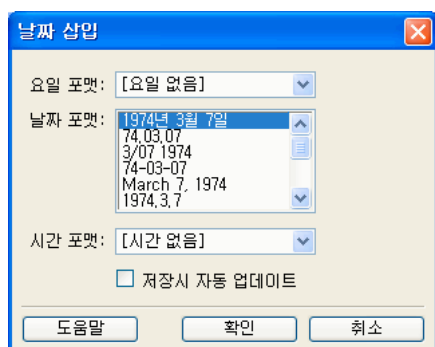 날짜 삽입
요일 포맷: [요일 없음]
날짜 포맷: 1974년 3월 7일
74,03,07
3/07 1974
74-03-07
March 7, 1974
1974,3,7
시간 포맷: [시간 없음]
저장시 자동 업데이트
도움말 확인 취소